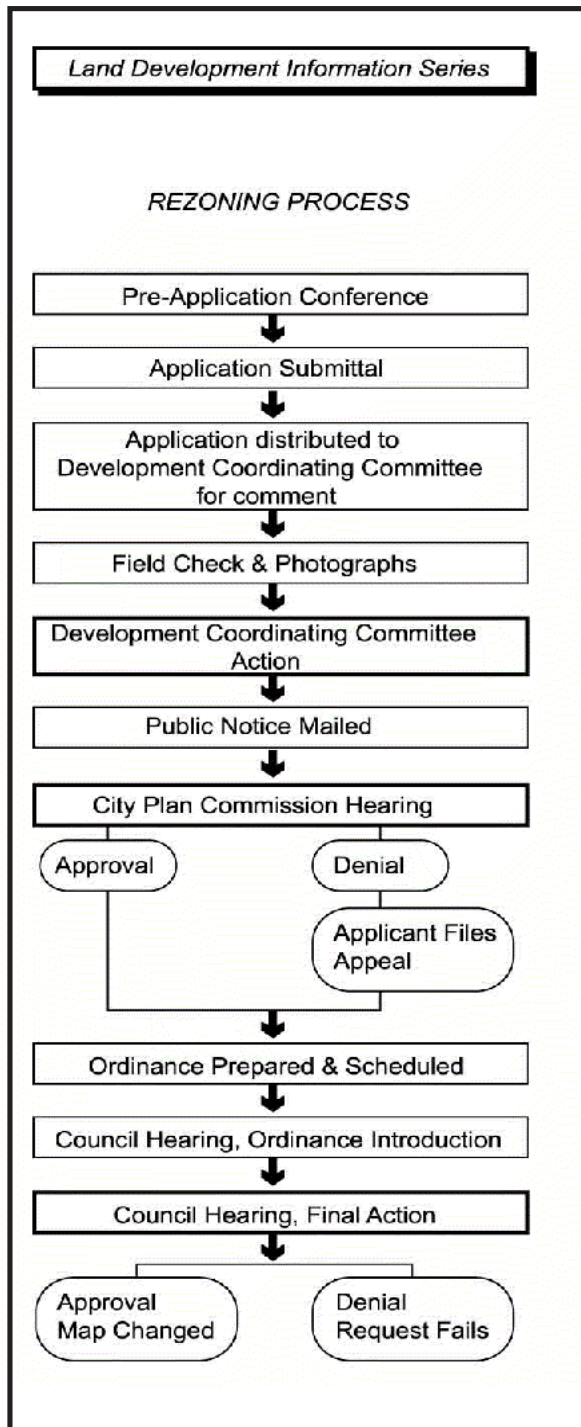 Land Development Information Series
REZONING PROCESS
Pre-Application Conference
Application Submittal
Application distributed to
Development Coordinating Committee
for comment
Field Check & Photographs
Development Coordinating Committee
Action
Public Notice Mailed
City Plan Commission Hearing
Approval
Denial
Applicant Files
Appeal
Ordinance Prepared & Scheduled
Council Hearing, Ordinance Introduction
Council Hearing, Final Action
Approval
Map Changed
Denial
Request Fails